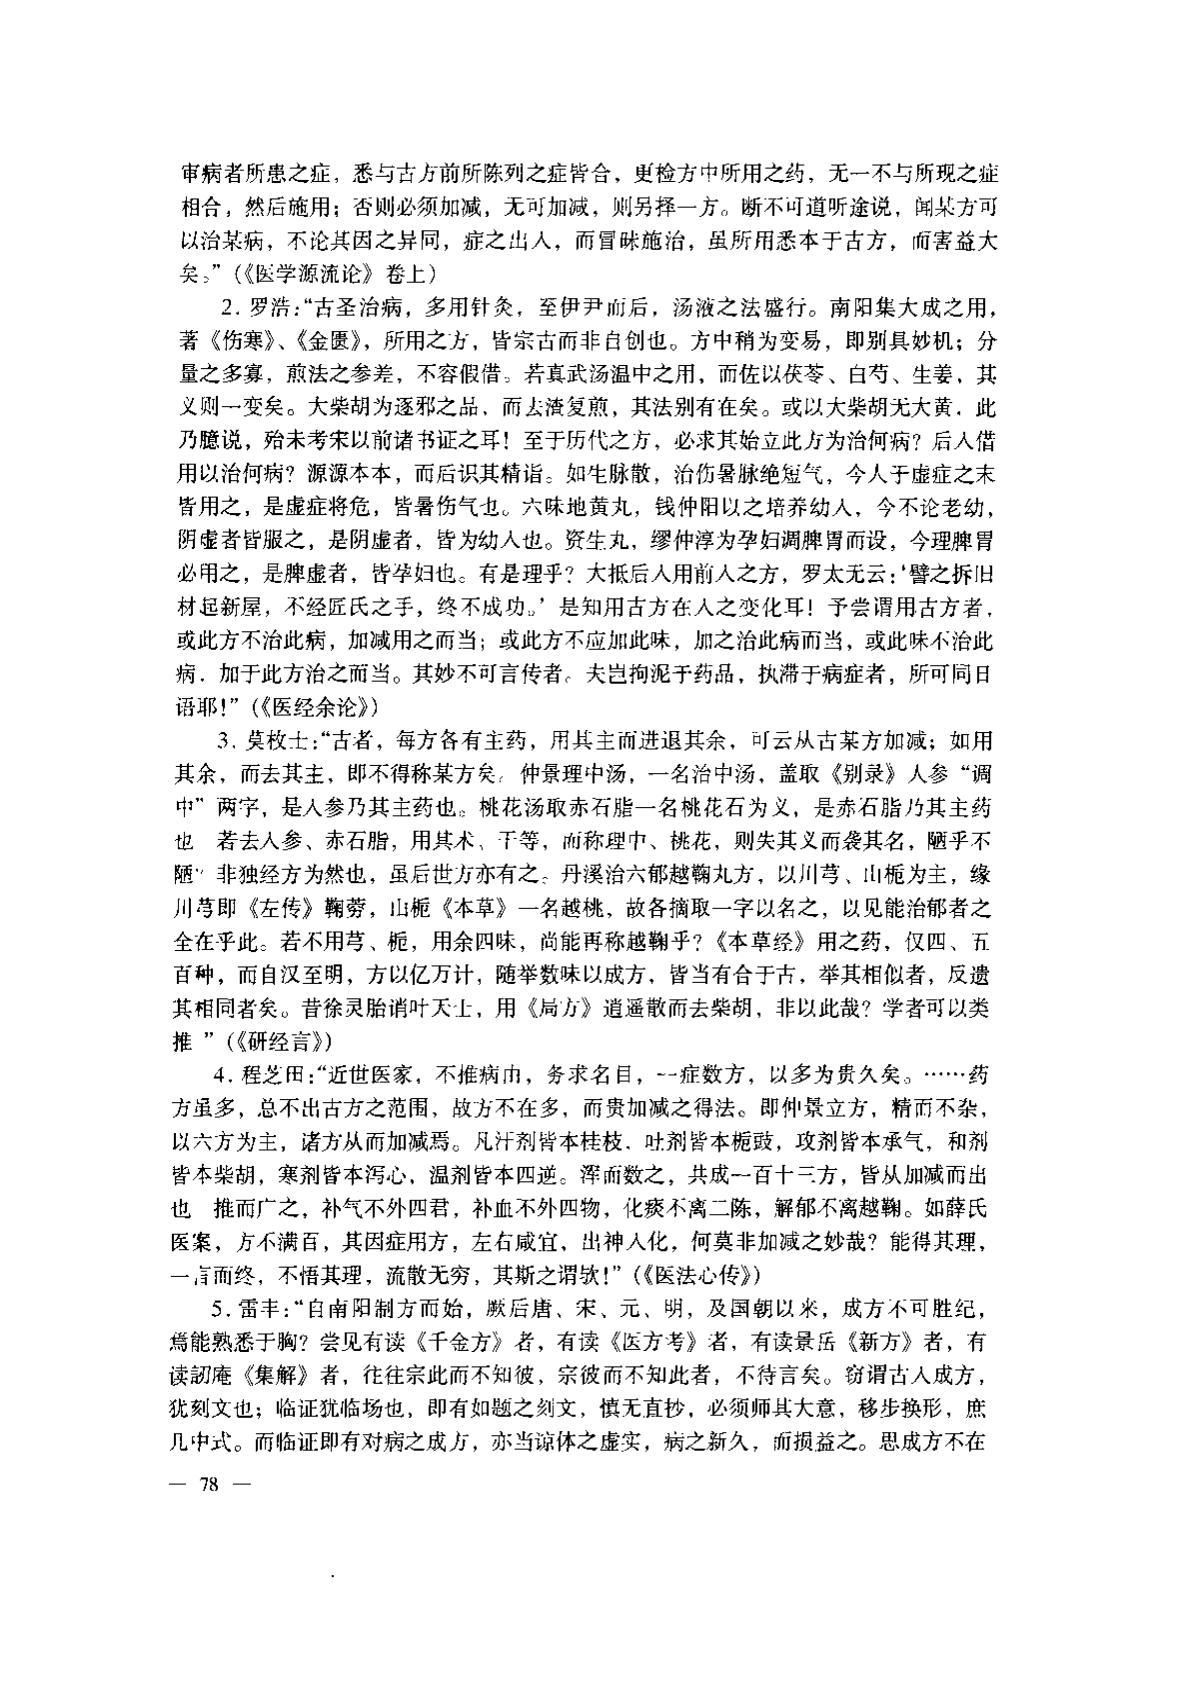 审病者所患之症，悉与古方前所陈列之症皆合，更检方中所用之药，无一不与所现之症
相合，然后施用；否则必须加减，无可加减，则另择一方。断不可道听途说，闻某方可
以治某病，不论其因之异同，症之出入，而冒昧施治，虽所用悉本于古方，而害益大
矣。”（《医学源流论》卷上）
2. 罗浩：“古圣治病，多用针灸，至伊尹而后，汤液之法盛行。南阳集大成之用，
著《伤寒》、《金匮》，所用之方，皆宗古而非自创也。方中稍为变易，即别具妙机；分
量之多寡，煎法之参差，不容假借。若真武汤温中之用，而佐以茯苓、白芍、生姜，其
义则一变矣。大柴胡为逐邪之品，而去渣复煎，其法别有在矣。或以大柴胡无大黄，此
乃臆说，殆未考宋以前诸书证之耳！至于历代之方，必求其始立此方为治何病？后人借
用以治何病？源源本本，而后识其精诣。如生脉散，治伤暑脉绝短气，今人于虚症之末
皆用之，是虚症将危，皆暑伤气也。六味地黄丸，钱仲阳以之培养幼人，今不论老幼，
阴虚者皆服之，是阴虚者，皆为幼人也。资生丸，缪仲淳为孕妇调脾胃而设，今理脾胃
必用之，是脾虚者，皆孕妇也。有是理乎？大抵后人用前人之方，罗太无云：‘譬之拆旧
材起新屋，不经匠氏之手，终不成功。’是知用古方在人之变化耳！予尝谓用古方者，
或此方不治此病，加减用之而当；或此方不应加此味，加之治此病而当，或此味不治此
病，加于此方治之而当。其妙不可言传者。夫岂拘泥于药品，执滞于病症者，所可同日
语耶！”（《医经余论》）
3. 莫枚士：“古者，每方各有主药，用其主而进退其余，可云从古某方加减；如用
其余，而去其主，即不得称某方矣。仲景理中汤，一名治中汤，盖取《别录》人参“调
中”两字，是人参乃其主药也。桃花汤取赤石脂一名桃花石为义，是赤石脂乃其主药
也 若去人参、赤石脂，用其术、干等，而称理中、桃花，则失其义而袭其名，陋乎不
陋？非独经方为然也，虽后世方亦有之。丹溪治六郁越鞠丸方，以川芎、山栀为主，缘
川芎即《左传》鞠䓖，山栀《本草》一名越桃，故各摘取一字以名之，以见能治郁者之
全在乎此。若不用芎、栀，用余四味，尚能再称越鞠乎？《本草经》用之药，仅四、五
百种，而自汉至明，方以亿万计，随举数味以成方，皆当有合于古，举其相似者，反遗
其相同者矣。昔徐灵胎诮叶天士，用《局方》逍遥散而去柴胡，非以此哉？学者可以类
推 ”（《研经言》）
4. 程芝田：“近世医家，不推病由，务求名目，一症数方，以多为贵久矣。……药
方虽多，总不出古方之范围，故方不在多，而贵加减之得法。即仲景立方，精而不杂，
以六方为主，诸方从而加减焉。凡汗剂皆本桂枝，吐剂皆本栀豉，攻剂皆本承气，和剂
皆本柴胡，寒剂皆本泻心，温剂皆本四逆。浑而数之，共成一百十三方，皆从加减而出
也 推而广之，补气不外四君，补血不外四物，化痰不离二陈，解郁不离越鞠。如薛氏
医案，方不满百，其因症用方，左右咸宜，出神入化，何莫非加减之妙哉？能得其理，
一言而终，不悟其理，流散无穷，其斯之谓欤！”（《医法心传》）
5. 雷丰：“自南阳制方而始，厥后唐、宋、元、明，及国朝以来，成方不可胜纪，
焉能熟悉于胸？尝见有读《千金方》者，有读《医方考》者，有读景岳《新方》者，有
读訒庵《集解》者，往往宗此而不知彼，宗彼而不知此者，不待言矣。窃谓古人成方，
犹刻文也；临证犹临场也，即有如题之刻文，慎无直抄，必须师其大意，移步换形，庶
几中式。而临证即有对病之成方，亦当谅体之虚实，病之新久，而损益之。思成方不在
— 78 —